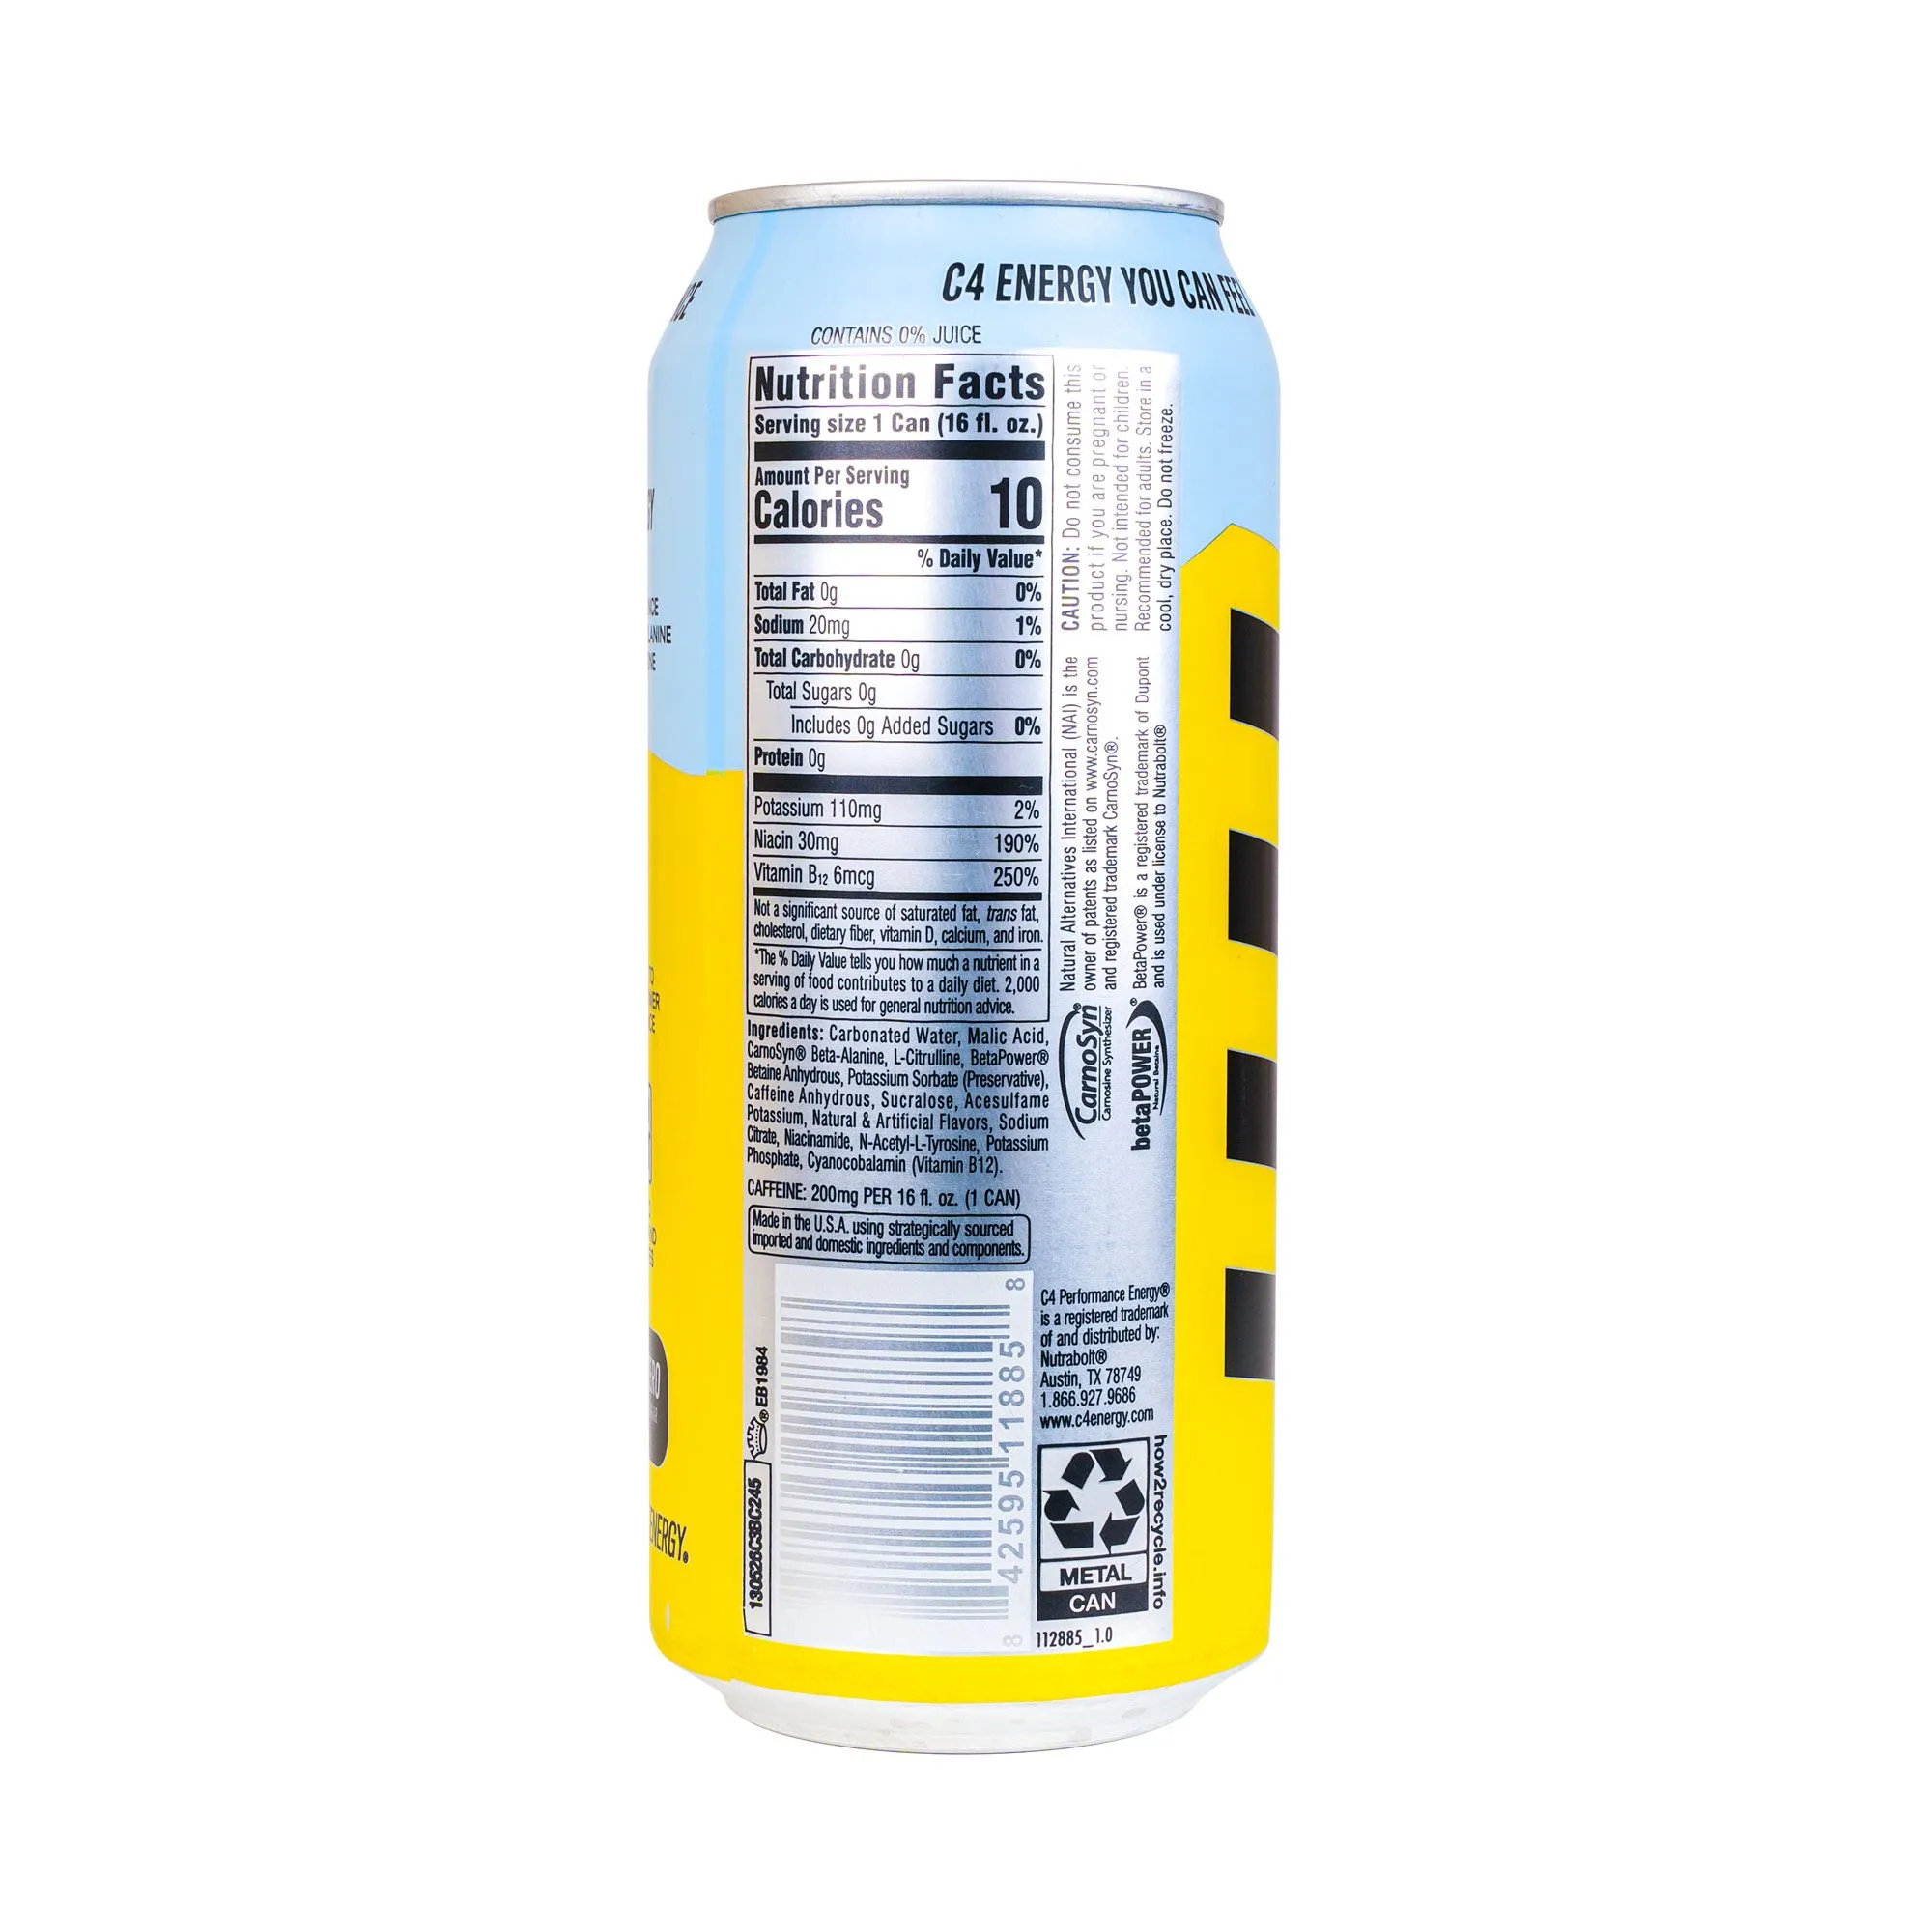 C4 ENERGY YOU CAN FEEL
CONTAINS 0% JUICE
Nutrition Facts
Serving size 1 Can (16 fl. oz.)
Amount Per Serving
Calories 10
% Daily Value*
Total Fat 0g 0%
Sodium 20mg 1%
Total Carbohydrate 0g 0%
Total Sugars 0g
Includes 0g Added Sugars 0%
Protein 0g
Potassium 110mg 2%
Niacin 30mg 190%
Vitamin B12 6mcg 250%
Not a significant source of saturated fat, trans fat,
cholesterol, dietary fiber, vitamin D, calcium, and iron.
*The % Daily Value tells you how much a nutrient in a
serving of food contributes to a daily diet. 2,000
calories a day is used for general nutrition advice.
Ingredients: Carbonated Water, Malic Acid,
CarnoSyn® Beta-Alanine, L-Citrulline, BetaPower®
Betaine Anhydrous, Potassium Sorbate (Preservative),
Caffeine Anhydrous, Sucralose, Acesulfame
Potassium, Natural & Artificial Flavors, Sodium
Citrate, Niacinamide, N-Acetyl-L-Tyrosine, Potassium
Phosphate, Cyanocobalamin (Vitamin B12).
CAFFEINE: 200mg PER 16 fl. oz. (1 CAN)
Made in the U.S.A. using strategically sourced
imported and domestic ingredients and components.
CAUTION: Do not consume this
product if you are pregnant or
nursing. Not intended for children.
Recommended for adults. Store in a
cool, dry place. Do not freeze.
Natural Alternatives International (NAI) is the
owner of patents as listed on www.carnosyn.com
and registered trademark CarnoSyn®.
BetaPower® is a registered trademark of Dupont
and is used under license to Nutrabolt®
CarnoSyn®
Carnosine Synthesizer
betaPOWER®
Natural Betaine
8 42595 11885 8
® EB1984
130526C3BC245
C4 Performance Energy®
is a registered trademark
of and distributed by:
Nutrabolt®
Austin, TX 78749
1.866.927.9686
www.c4energy.com
METAL
CAN
how2recycle.info
112885_1.0
ENERGY®